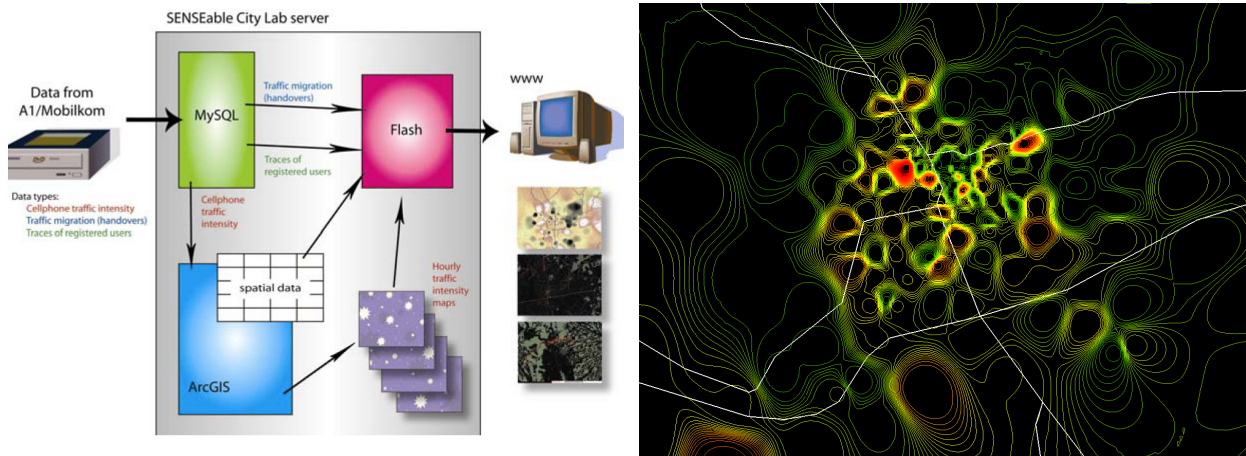 SENSEable City Lab server
Data from
A1/Mobilkom
Data types:
Cellphone traffic intensity
Traffic migration (handovers)
Traces of registered users
MySQL
Traffic migration
(handovers)
Traces of
registered users
Cellphone
traffic
intensity
Flash
www
spatial data
Hourly
traffic
intensity
maps
ArcGIS